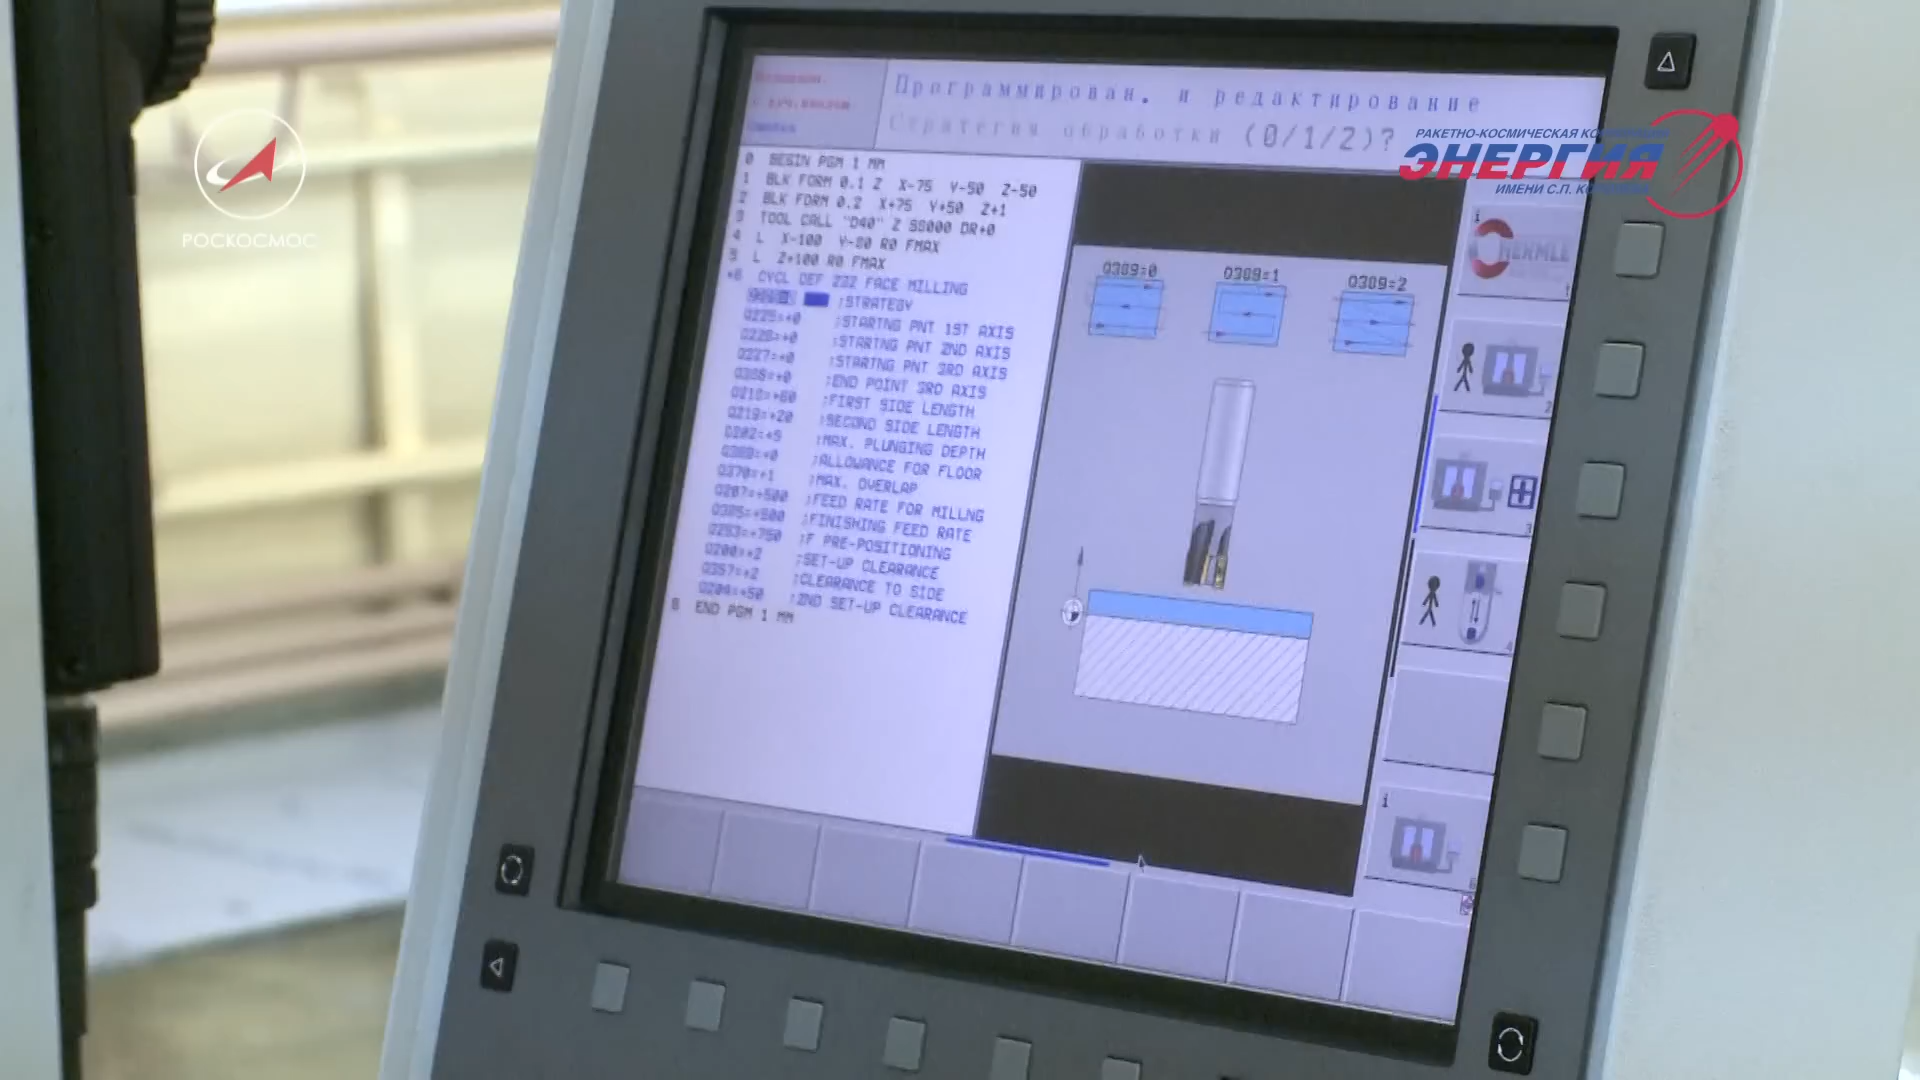 Программирован. и редактирование
Стратегия обработки (0/1/2)?
РОСКОСМОС
РАКЕТНО-КОСМИЧЕСКАЯ
ЭНЕРГИЯ
ИМЕНИ С.П.
HERMLE
0 BEGIN PGM 1 MM
1 BLK FORM 0.1 Z X-75 Y-50 Z-50
2 BLK FORM 0.2 X+75 Y+50 Z+1
3 TOOL CALL "D40" Z S8000 DR+0
4 L X-100 Y-80 R0 FMAX
5 L Z+100 R0 FMAX
*6 CYCL DEF 232 FACE MILLING
;STRATEGY
Q225=+0 ;STARTNG PNT 1ST AXIS
Q226=+0 ;STARTNG PNT 2ND AXIS
Q227=+0 ;STARTNG PNT 3RD AXIS
Q386=+0 ;END POINT 3RD AXIS
Q218=+60 ;FIRST SIDE LENGTH
Q219=+20 ;SECOND SIDE LENGTH
Q202=+5 ;MAX. PLUNGING DEPTH
Q369=+0 ;ALLOWANCE FOR FLOOR
Q370=+1 ;MAX. OVERLAP
Q207=+500 ;FEED RATE FOR MILLNG
Q385=+500 ;FINISHING FEED RATE
Q253=+750 ;F PRE-POSITIONING
Q200=+2 ;SET-UP CLEARANCE
Q357=+2 ;CLEARANCE TO SIDE
Q204=+50 ;2ND SET-UP CLEARANCE
END PGM 1 MM
Q389=0 Q389=1 Q389=2